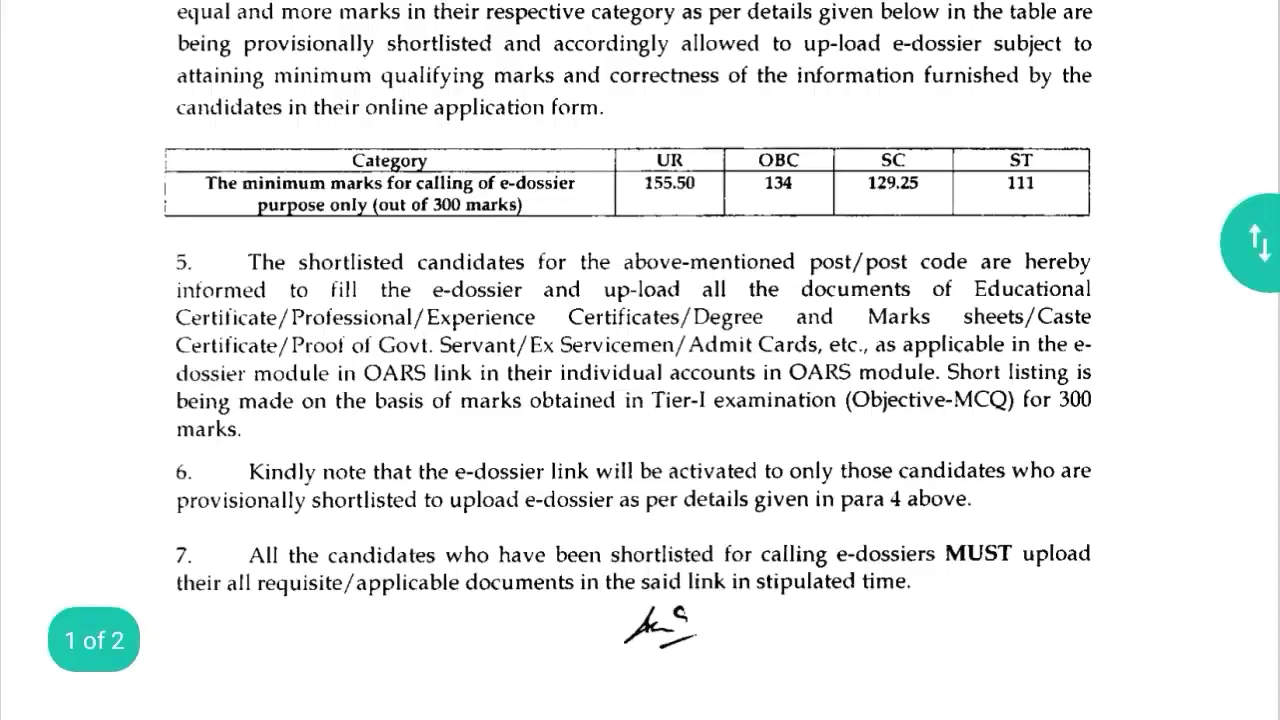 equal and more marks in their respective category as per details given below in the table are
being provisionally shortlisted and accordingly allowed to up-load e-dossier subject to
attaining minimum qualifying marks and correctness of the information furnished by the
candidates in their online application form.
Category UR OBC SC ST
The minimum marks for calling of e-dossier 155.50 134 129.25 111
purpose only (out of 300 marks)
5. The shortlisted candidates for the above-mentioned post/post code are hereby
informed to fill the e-dossier and up-load all the documents of Educational
Certificate/Professional/Experience Certificates/Degree and Marks sheets/Caste
Certificate/Proof of Govt. Servant/Ex Servicemen/Admit Cards, etc., as applicable in the e-
dossier module in OARS link in their individual accounts in OARS module. Short listing is
being made on the basis of marks obtained in Tier-I examination (Objective-MCQ) for 300
marks.
6. Kindly note that the e-dossier link will be activated to only those candidates who are
provisionally shortlisted to upload e-dossier as per details given in para 4 above.
7. All the candidates who have been shortlisted for calling e-dossiers MUST upload
their all requisite/applicable documents in the said link in stipulated time.
1 of 2